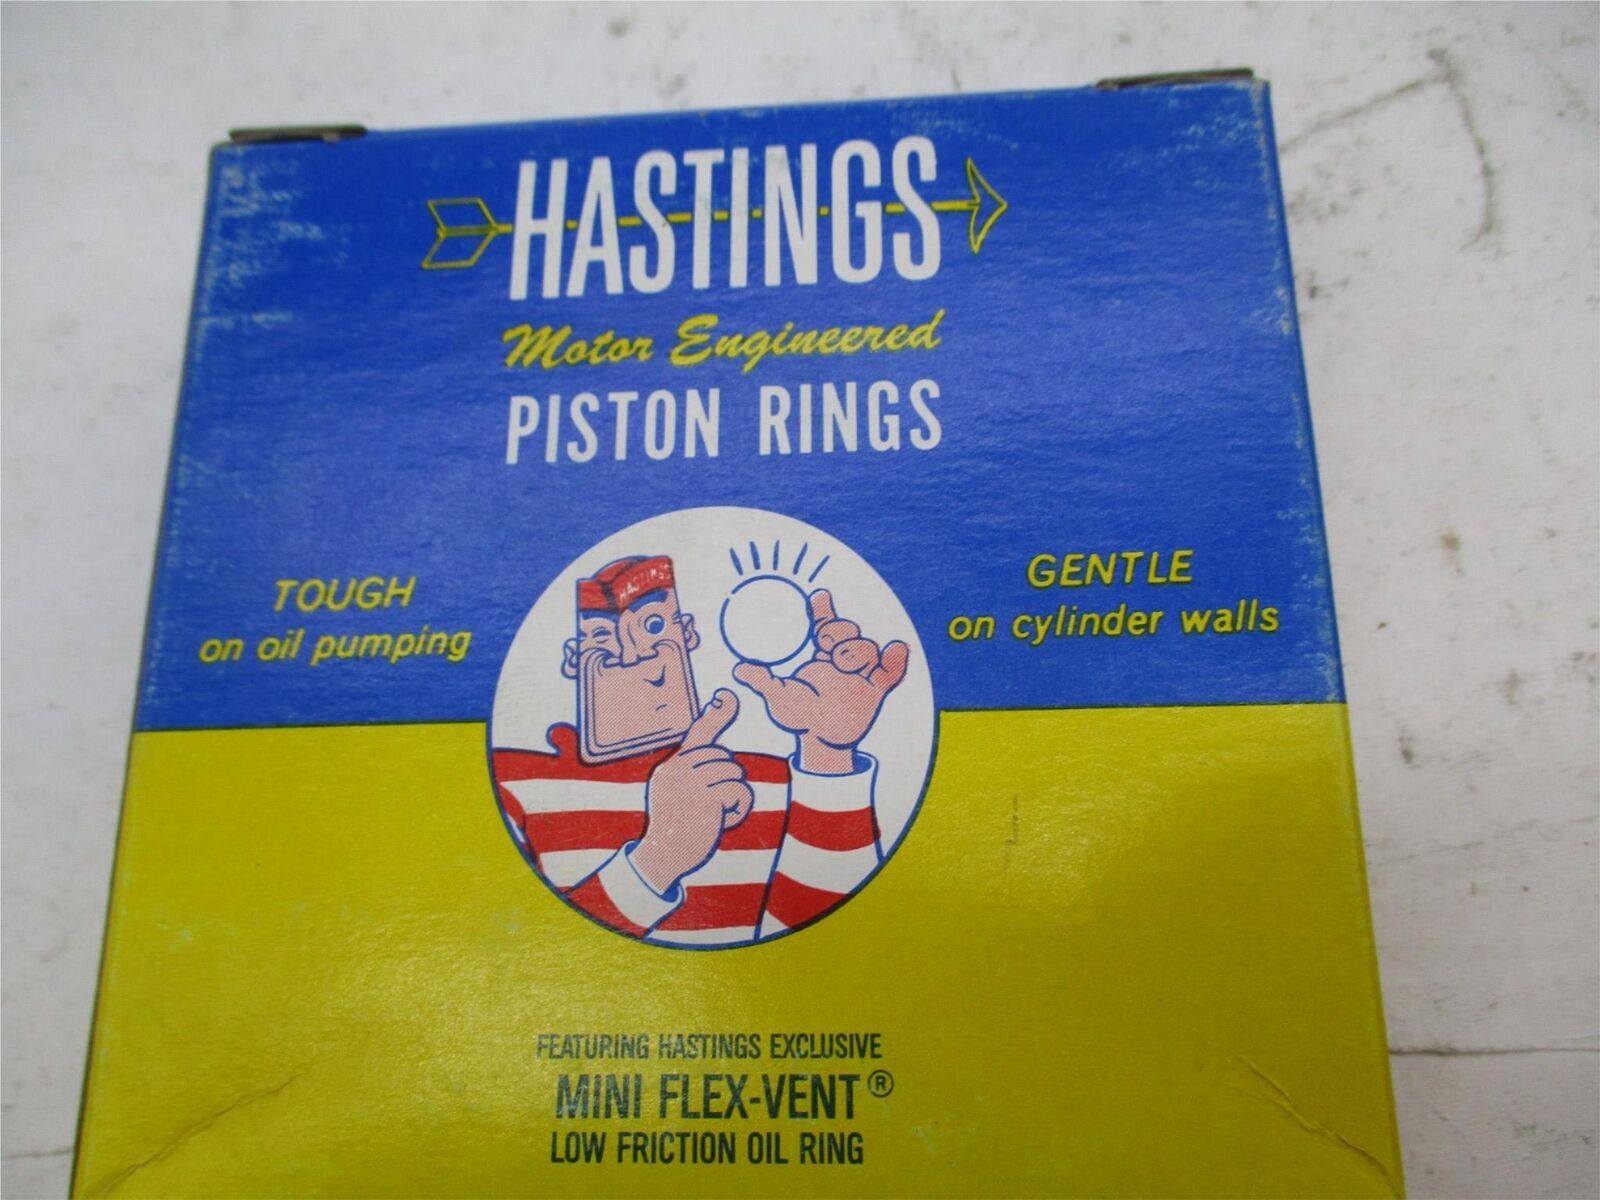 HASTINGS
Motor Engineered
PISTON RINGS
TOUGH
on oil pumping
HASTINGS
GENTLE
on cylinder walls
FEATURING HASTINGS EXCLUSIVE
MINI FLEX-VENT®
LOW FRICTION OIL RING